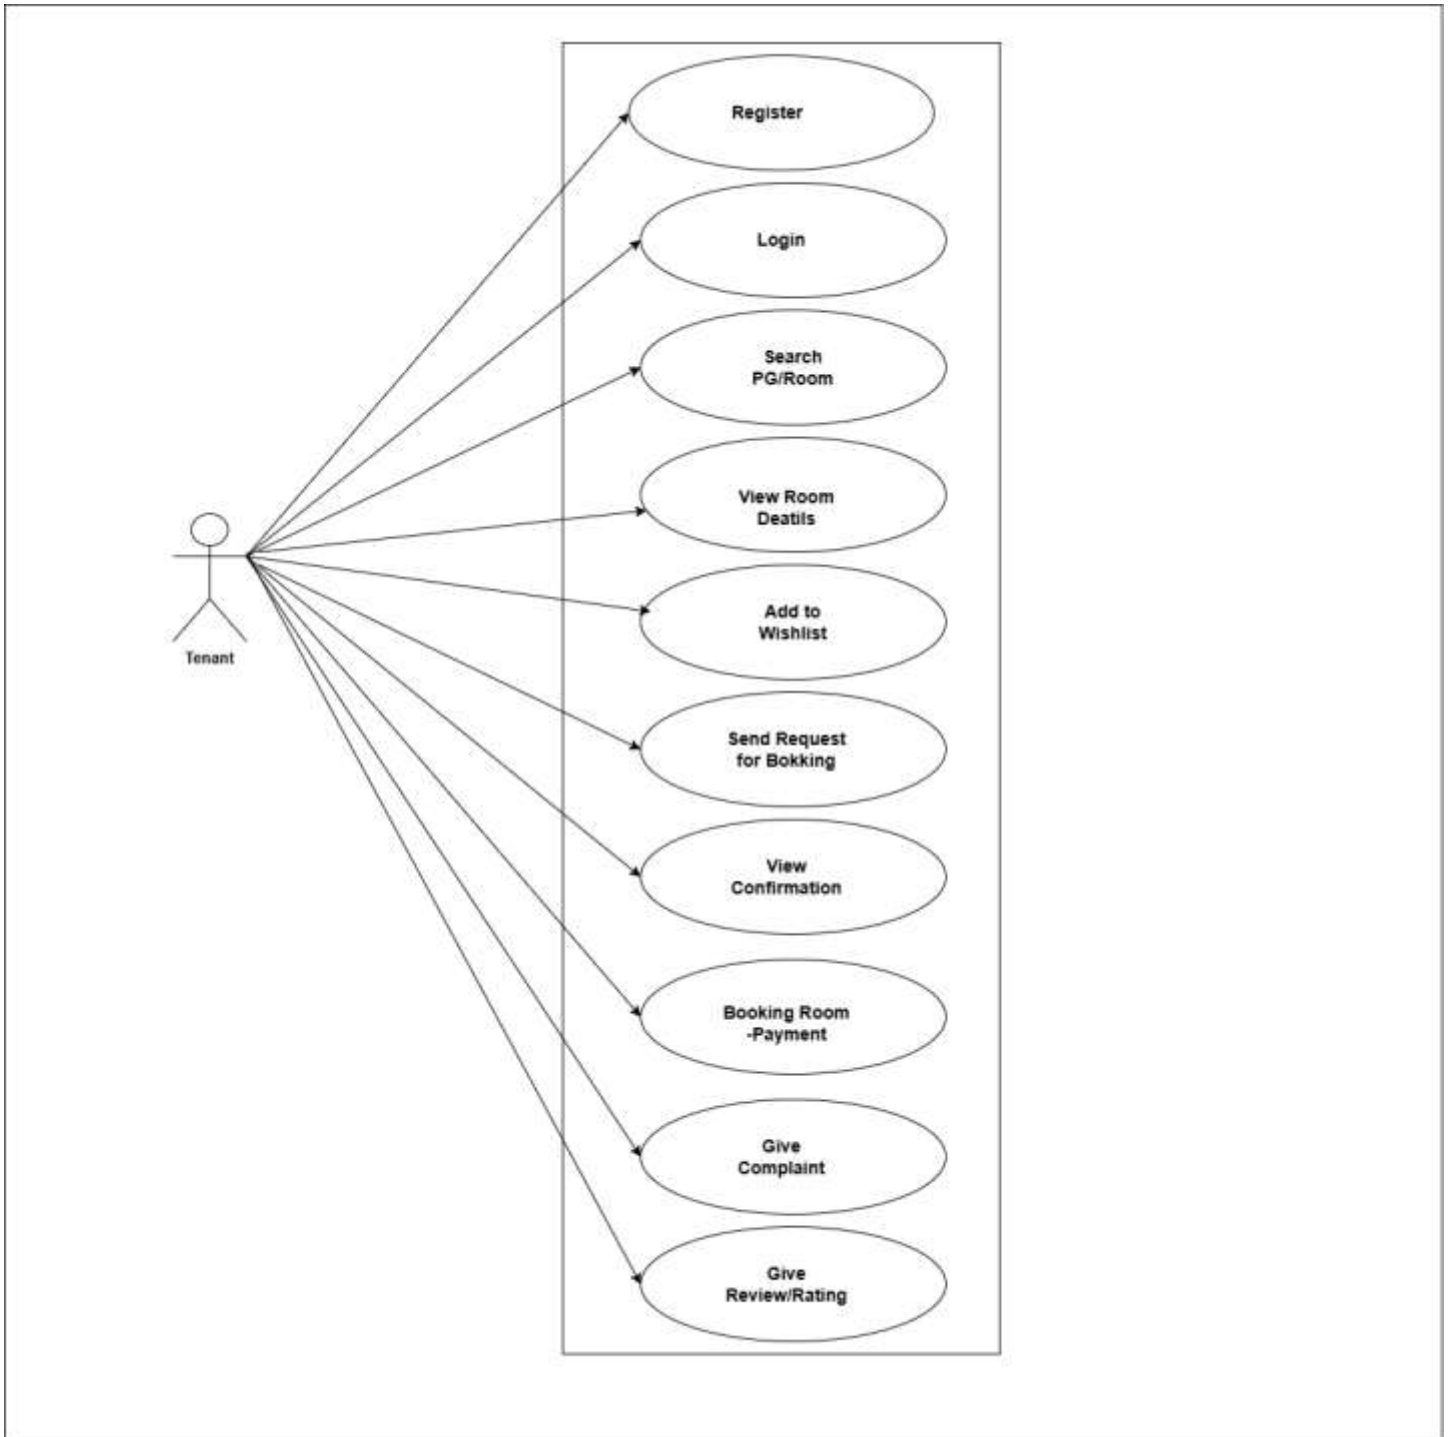 Register
Login
Search
PG/Room
View Room
Deatils
Add to
Wishlist
Tenant
Send Request
for Bokking
View
Confirmation
Booking Room
-Payment
Give
Complaint
Give
Review/Rating